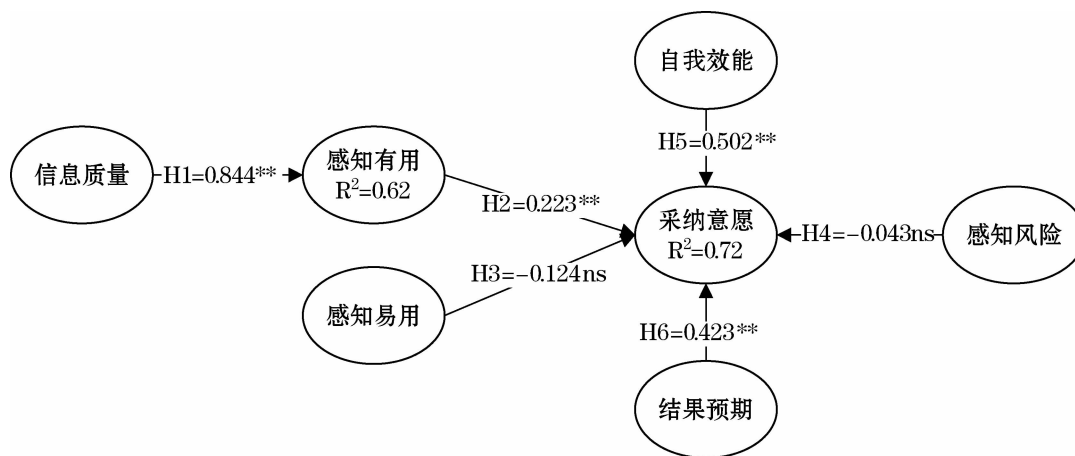 自我效能
H5=0.502**
信息质量
H1=0.844**
感知有用
R²=0.62
H2=0.223**
采纳意愿
R²=0.72
H4=-0.043ns
感知风险
H3=-0.124ns
感知易用
H6=0.423**
结果预期